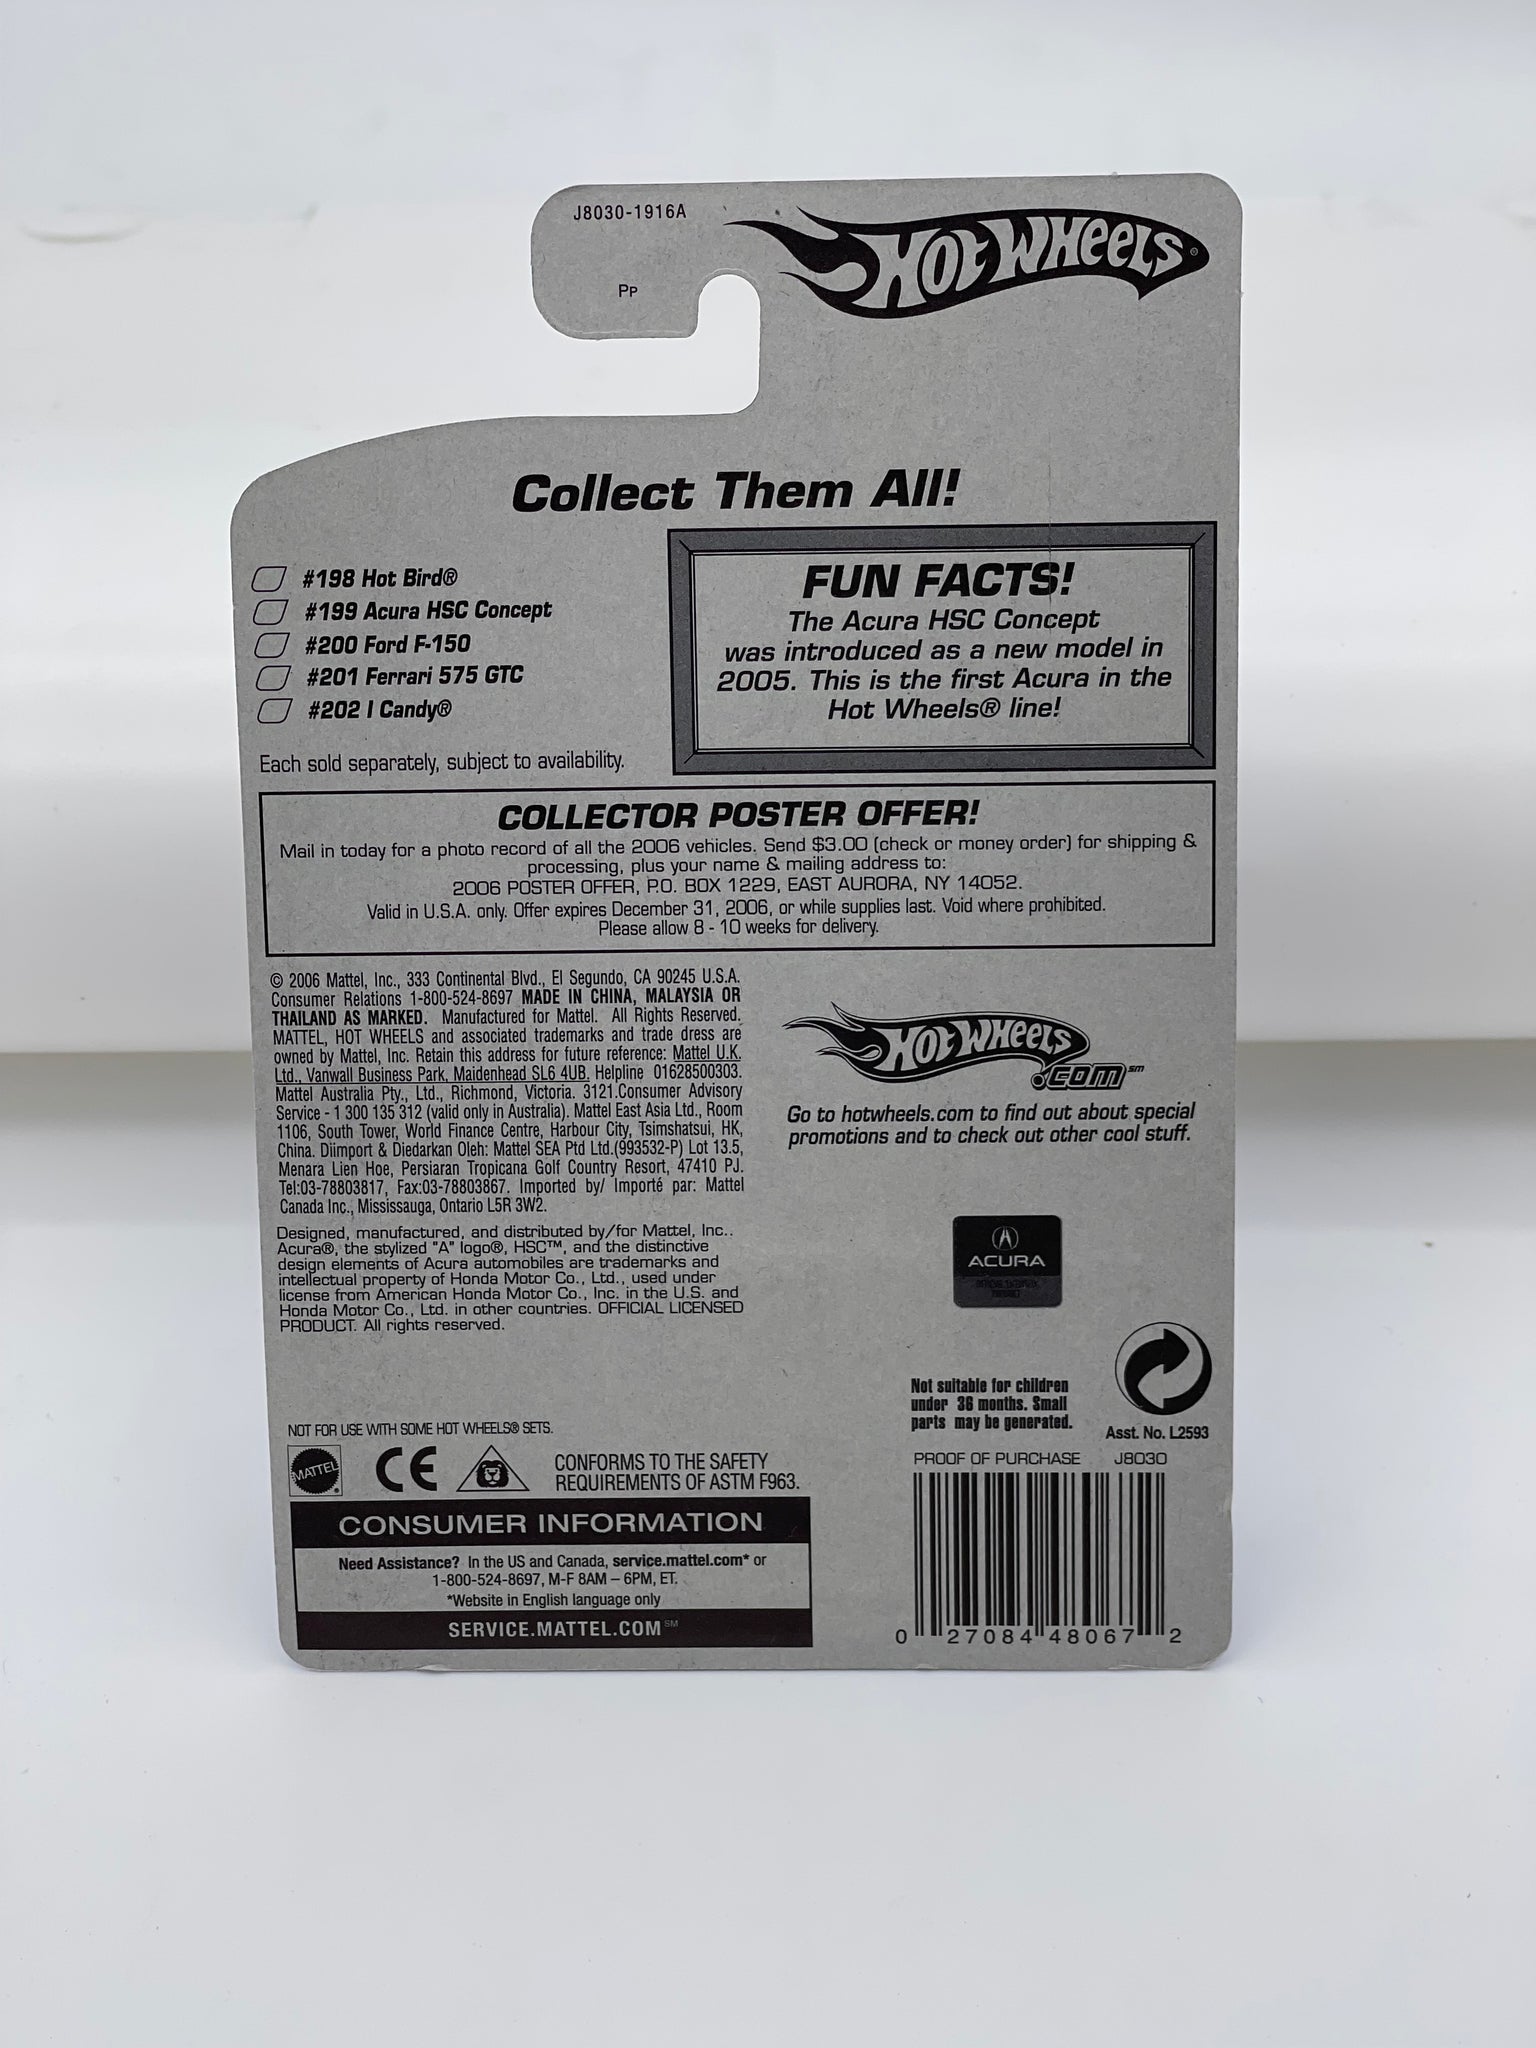 J8030-1916A
Pp
HOT WHEELS®
Collect Them All!
#198 Hot Bird®
#199 Acura HSC Concept
#200 Ford F-150
#201 Ferrari 575 GTC
#202 I Candy®
Each sold separately, subject to availability.
FUN FACTS!
The Acura HSC Concept
was introduced as a new model in
2005. This is the first Acura in the
Hot Wheels® line!
COLLECTOR POSTER OFFER!
Mail in today for a photo record of all the 2006 vehicles. Send $3.00 (check or money order) for shipping &
processing, plus your name & mailing address to:
2006 POSTER OFFER, P.O. BOX 1229, EAST AURORA, NY 14052.
Valid in U.S.A. only. Offer expires December 31, 2006, or while supplies last. Void where prohibited.
Please allow 8 - 10 weeks for delivery.
© 2006 Mattel, Inc., 333 Continental Blvd., El Segundo, CA 90245 U.S.A.
Consumer Relations 1-800-524-8697 MADE IN CHINA, MALAYSIA OR
THAILAND AS MARKED. Manufactured for Mattel. All Rights Reserved.
MATTEL, HOT WHEELS and associated trademarks and trade dress are
owned by Mattel, Inc. Retain this address for future reference: Mattel U.K.
Ltd., Vanwall Business Park, Maidenhead SL6 4UB. Helpline 01628500303.
Mattel Australia Pty., Ltd., Richmond, Victoria. 3121.Consumer Advisory
Service - 1 300 135 312 (valid only in Australia). Mattel East Asia Ltd., Room
1106, South Tower, World Finance Centre, Harbour City, Tsimshatsui, HK,
China. Diimport & Diedarkan Oleh: Mattel SEA Ptd Ltd.(993532-P) Lot 13.5,
Menara Lien Hoe, Persiaran Tropicana Golf Country Resort, 47410 PJ.
Tel:03-78803817, Fax:03-78803867. Imported by/ Importé par: Mattel
Canada Inc., Mississauga, Ontario L5R 3W2.
Designed, manufactured, and distributed by/for Mattel, Inc..
Acura®, the stylized "A" logo®, HSC™, and the distinctive
design elements of Acura automobiles are trademarks and
intellectual property of Honda Motor Co., Ltd., used under
license from American Honda Motor Co., Inc. in the U.S. and
Honda Motor Co., Ltd. in other countries. OFFICIAL LICENSED
PRODUCT. All rights reserved.
HOT WHEELS
.COM℠
Go to hotwheels.com to find out about special
promotions and to check out other cool stuff.
ACURA
Not suitable for children
under 36 months. Small
parts may be generated.
Asst. No. L2593
NOT FOR USE WITH SOME HOT WHEELS® SETS.
MATTEL®
CE
CONFORMS TO THE SAFETY
REQUIREMENTS OF ASTM F963.
CONSUMER INFORMATION
Need Assistance? In the US and Canada, service.mattel.com* or
1-800-524-8697, M-F 8AM – 6PM, ET.
*Website in English language only
SERVICE.MATTEL.COM℠
PROOF OF PURCHASE J8030
0 27084 48067 2